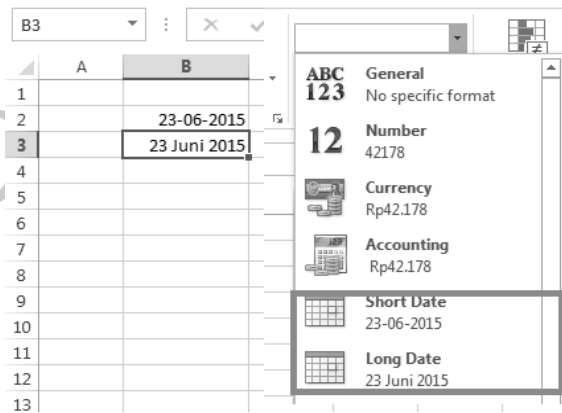 B3
A B
1
2 23-06-2015
3 23 Juni 2015
4
5
6
7
8
9
10
11
12
13
ABC
123
General
No specific format
12
Number
42178
Currency
Rp42.178
Accounting
Rp42.178
Short Date
23-06-2015
Long Date
23 Juni 2015